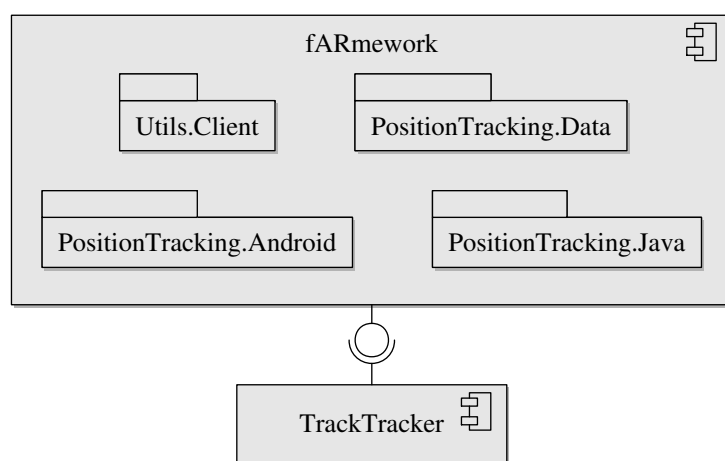 fARmework
Utils.Client
PositionTracking.Data
PositionTracking.Android
PositionTracking.Java
TrackTracker